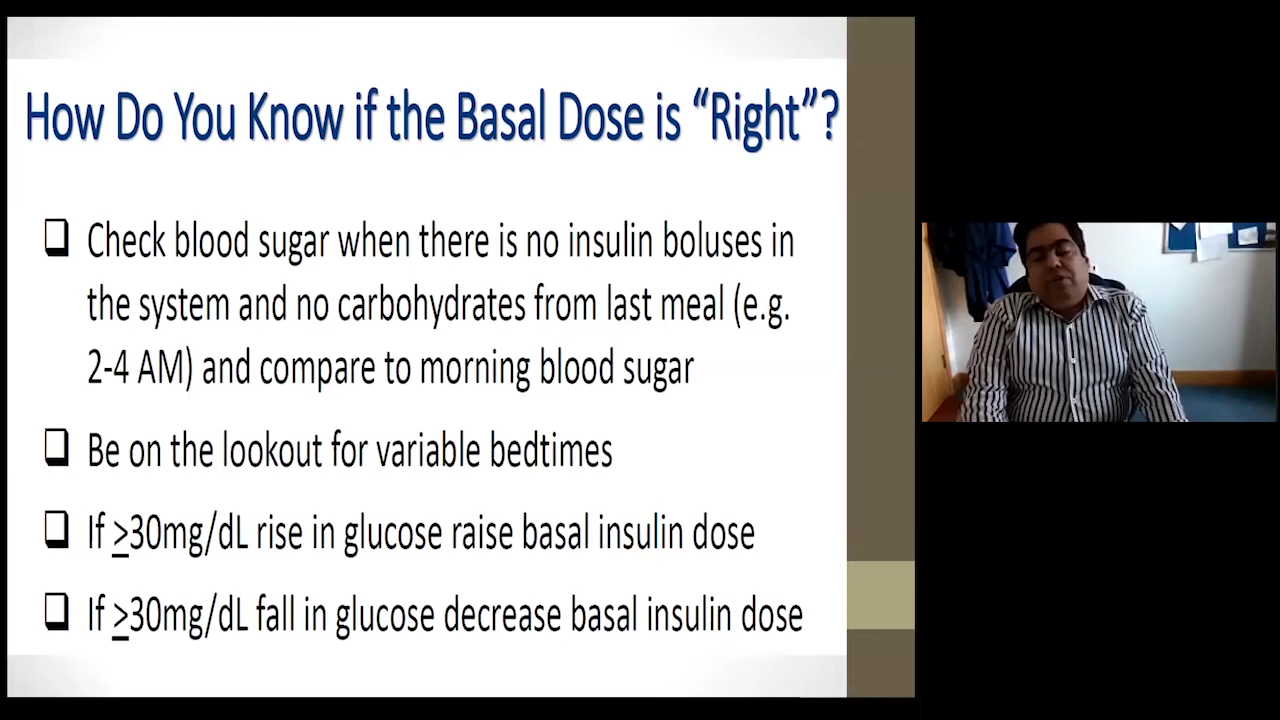 How Do You Know if the Basal Dose is “Right”?
Check blood sugar when there is no insulin boluses in
the system and no carbohydrates from last meal (e.g.
2-4 AM) and compare to morning blood sugar
Be on the lookout for variable bedtimes
If ≥30mg/dL rise in glucose raise basal insulin dose
If ≥30mg/dL fall in glucose decrease basal insulin dose